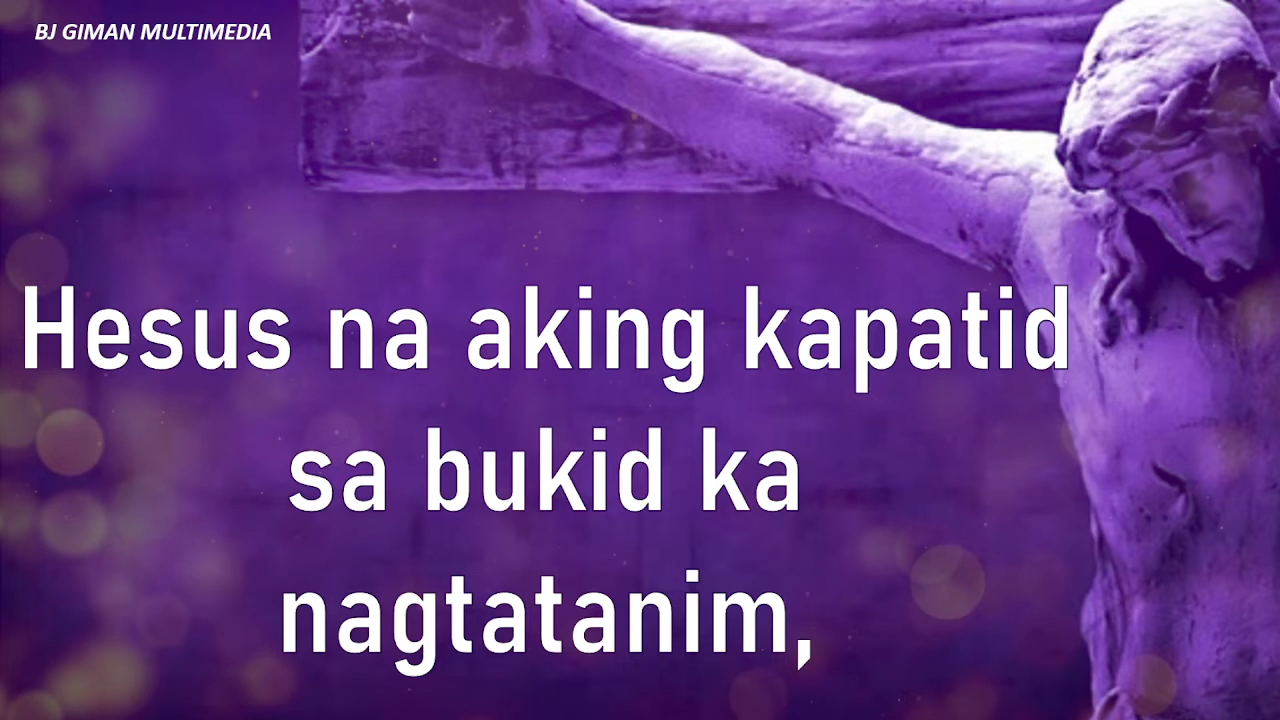 BJ GIMAN MULTIMEDIA
Hesus na aking kapatid
sa bukid ka
nagtatanim,